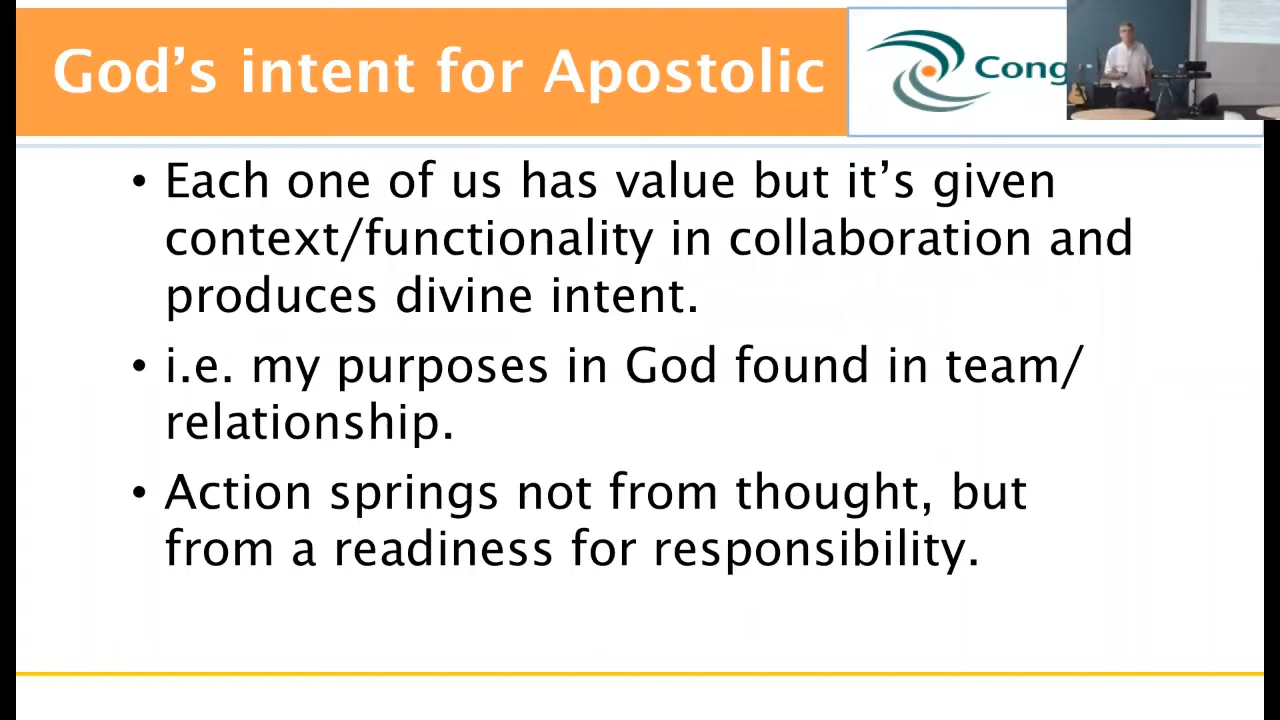 God's intent for Apostolic
Cong
• Each one of us has value but it's given
context/functionality in collaboration and
produces divine intent.
• i.e. my purposes in God found in team/
relationship.
• Action springs not from thought, but
from a readiness for responsibility.